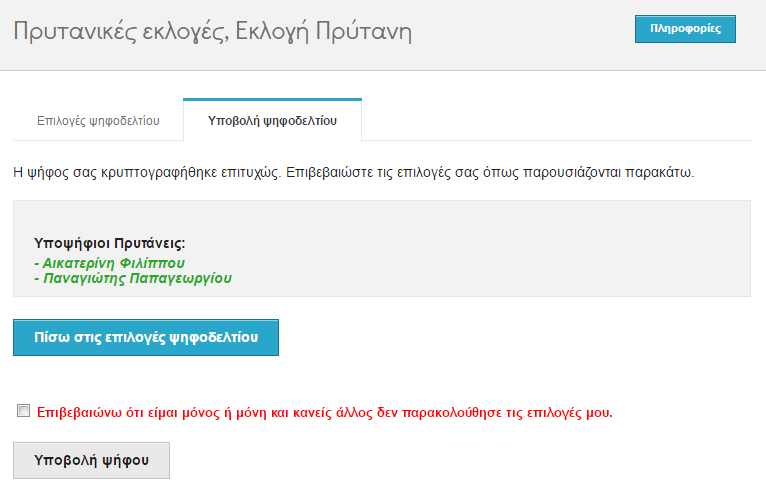 Πρυτανικές εκλογές, Εκλογή Πρύτανη
Πληροφορίες
Επιλογές ψηφοδελτίου
Υποβολή ψηφοδελτίου
Η ψήφος σας κρυπτογραφήθηκε επιτυχώς. Επιβεβαιώστε τις επιλογές σας όπως παρουσιάζονται παρακάτω.
Υποψήφιοι Πρυτάνεις:
- Αικατερίνη Φιλίππου
- Παναγιώτης Παπαγεωργίου
Πίσω στις επιλογές ψηφοδελτίου
Επιβεβαιώνω ότι είμαι μόνος ή μόνη και κανείς άλλος δεν παρακολούθησε τις επιλογές μου.
Υποβολή ψήφου